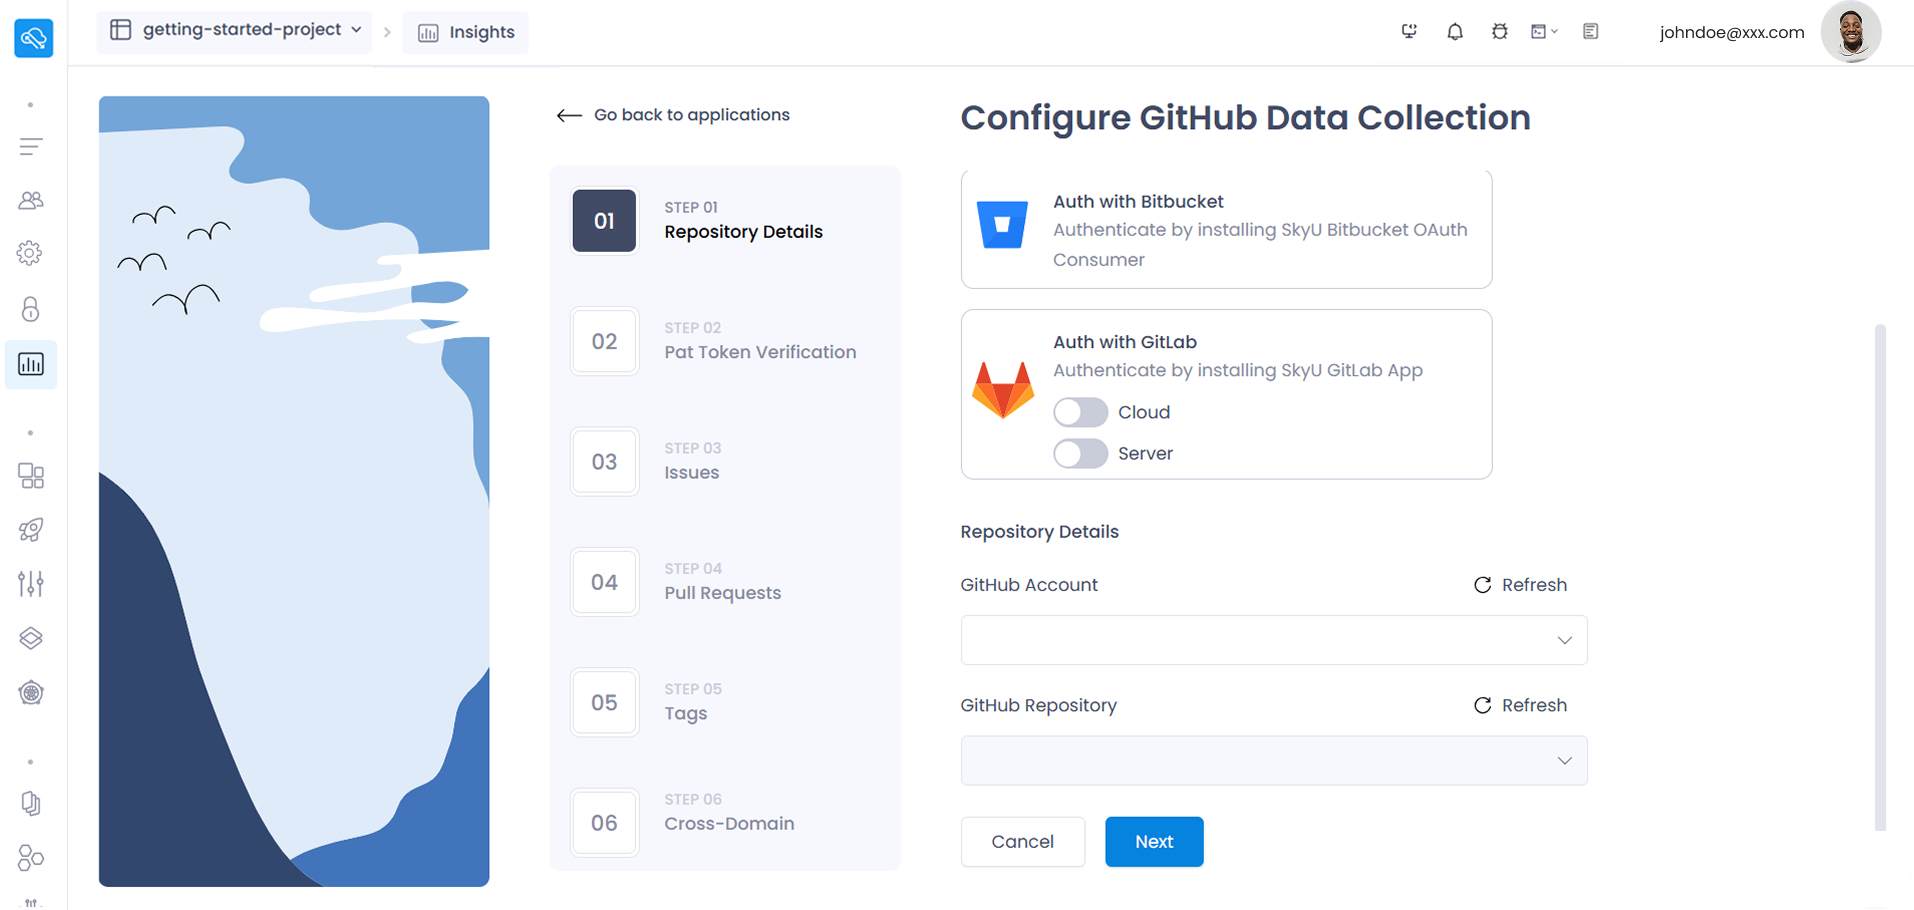 getting-started-project
Insights
johndoe@xxx.com
Go back to applications
01
STEP 01
Repository Details
02
STEP 02
Pat Token Verification
03
STEP 03
Issues
04
STEP 04
Pull Requests
05
STEP 05
Tags
06
STEP 06
Cross-Domain
Configure GitHub Data Collection
Auth with Bitbucket
Authenticate by installing SkyU Bitbucket OAuth
Consumer
Auth with GitLab
Authenticate by installing SkyU GitLab App
Cloud
Server
Repository Details
GitHub Account
Refresh
GitHub Repository
Refresh
Cancel
Next